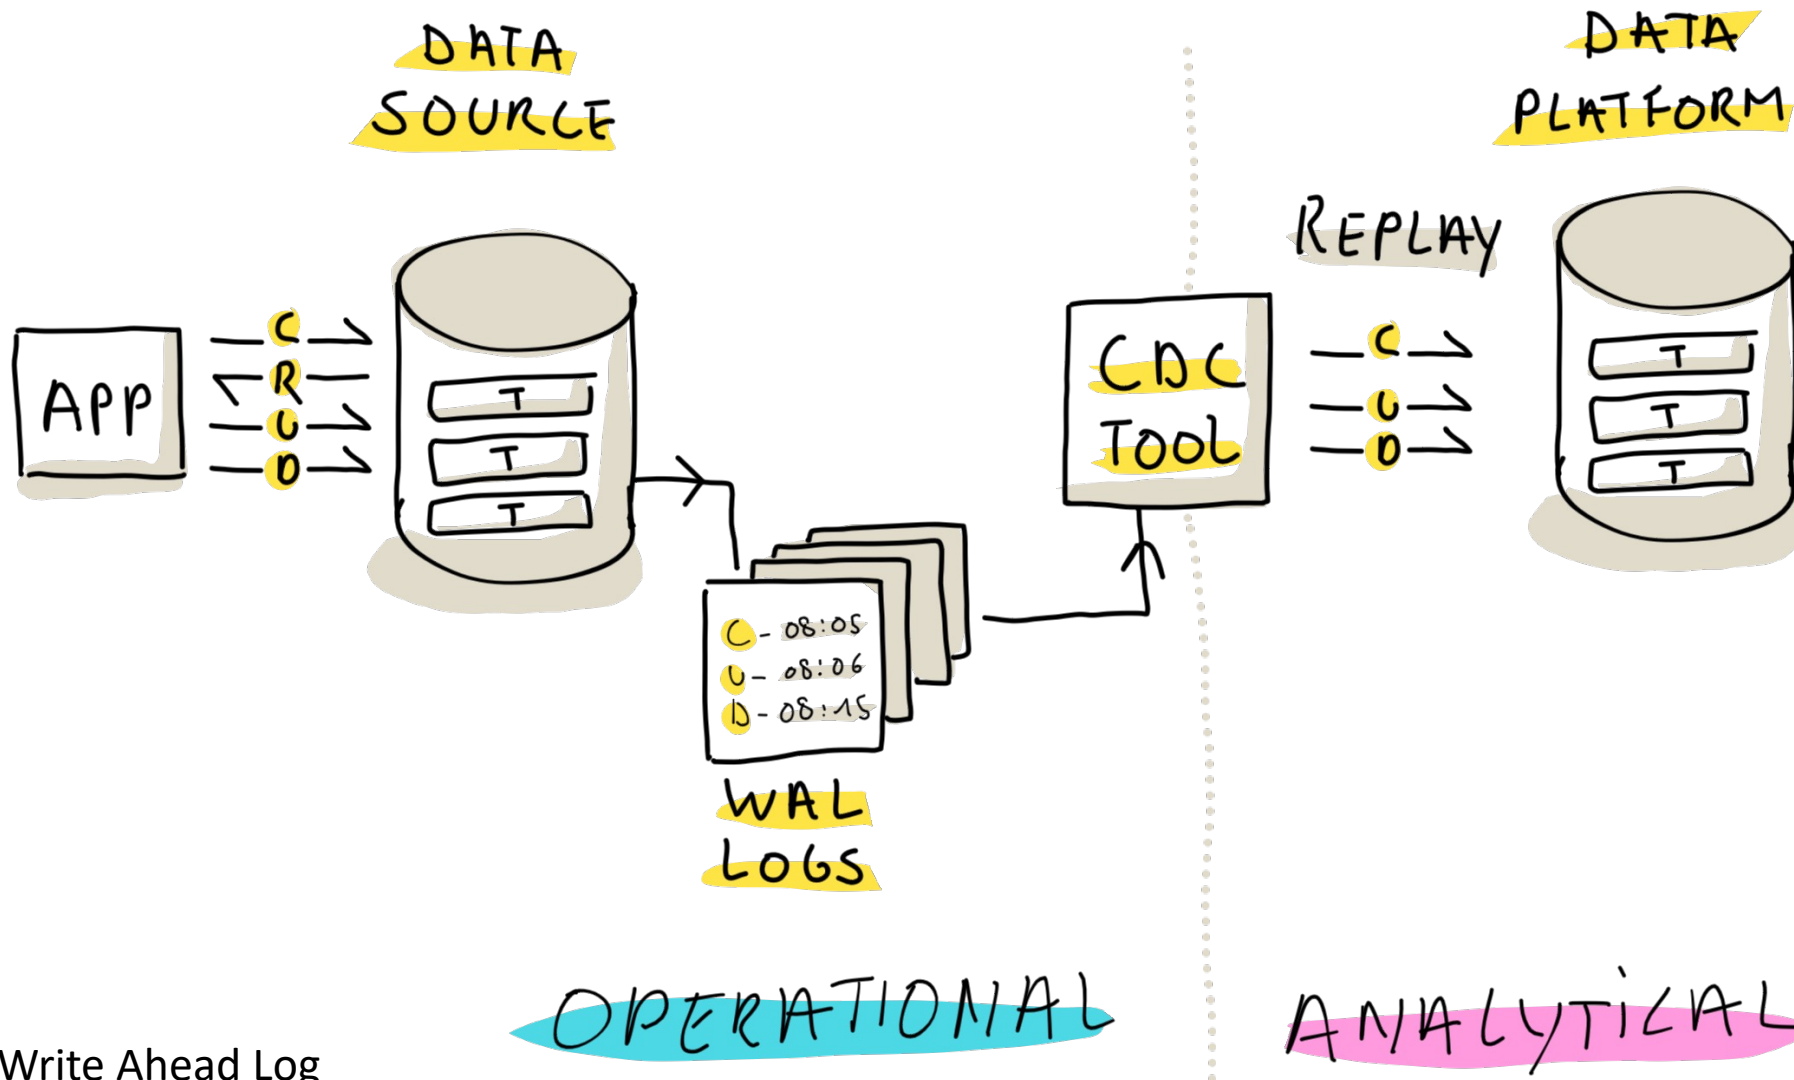 DATA
SOURCE
DATA
PLATFORM
REPLAY
APP
C
R
U
D
T
T
T
CDC
TOOL
C
U
D
T
T
T
C - 08:05
U - 08:06
D - 08:15
WAL
LOGS
OPERATIONAL
ANALYTICAL
Write Ahead Log